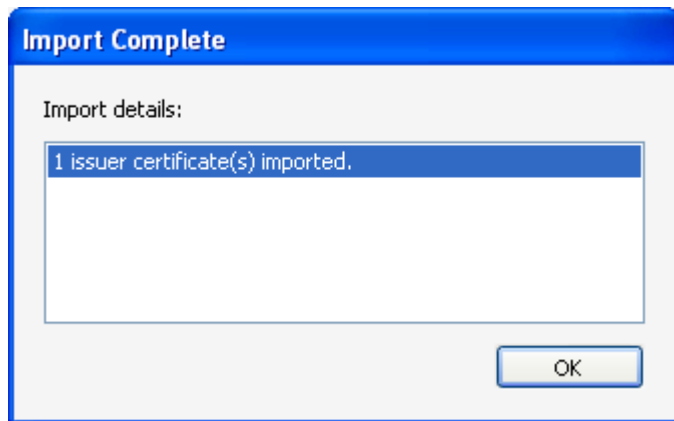 Import Complete
Import details:
1 issuer certificate(s) imported.
OK